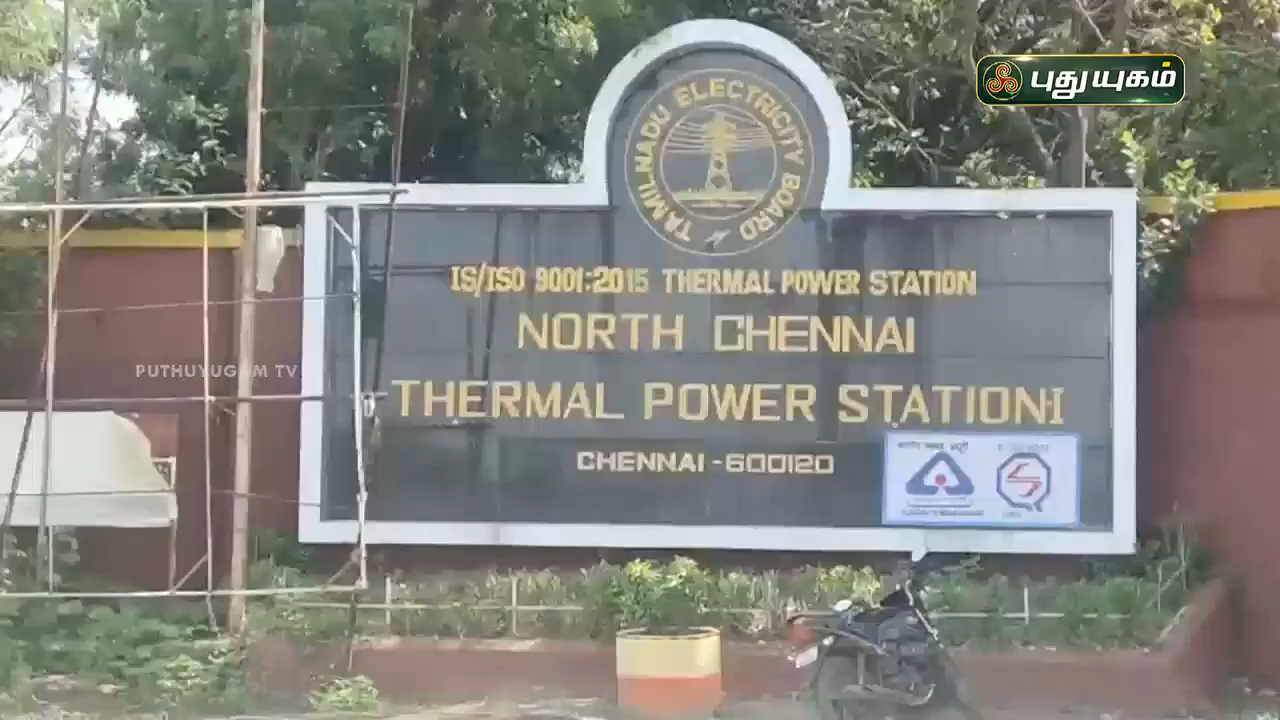 புதுயுகம்
TAMILNADU ELECTRICITY BOARD
IS/ISO 9001:2015 THERMAL POWER STATION
NORTH CHENNAI
THERMAL POWER STATION-I
PUTHUYUGAM TV
CHENNAI - 600120